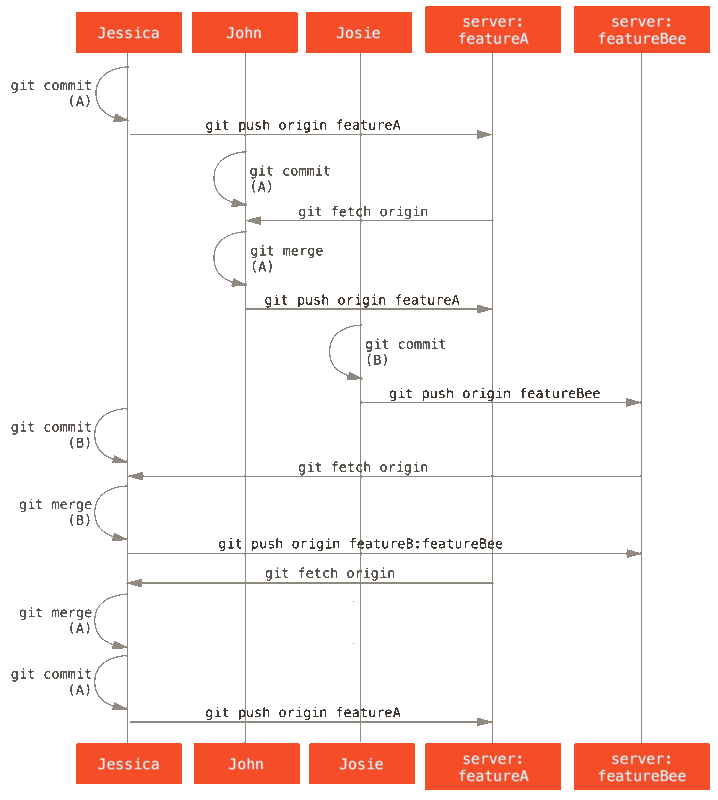 Jessica
John
Josie
server:
featureA
server:
featureBee
git commit
(A)
git push origin featureA
git commit
(A)
git fetch origin
git merge
(A)
git push origin featureA
git commit
(B)
git push origin featureBee
git commit
(B)
git fetch origin
git merge
(B)
git push origin featureB:featureBee
git fetch origin
git merge
(A)
git commit
(A)
git push origin featureA
Jessica
John
Josie
server:
featureA
server:
featureBee